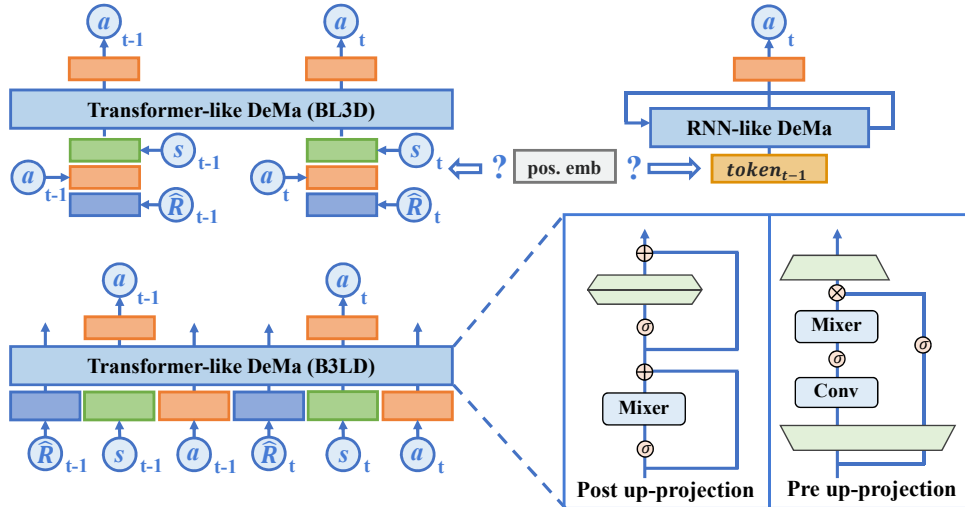 a t-1
a t
a t
Transformer-like DeMa (BL3D)
RNN-like DeMa
s t-1
s t
? pos. emb ?
token_{t-1}
a t-1
a t
R̂ t-1
R̂ t
a t-1
a t
Transformer-like DeMa (B3LD)
R̂ t-1
s t-1
a t-1
R̂ t
s t
a t
σ
Mixer
σ
Post up-projection
Mixer
σ
σ
Conv
Pre up-projection